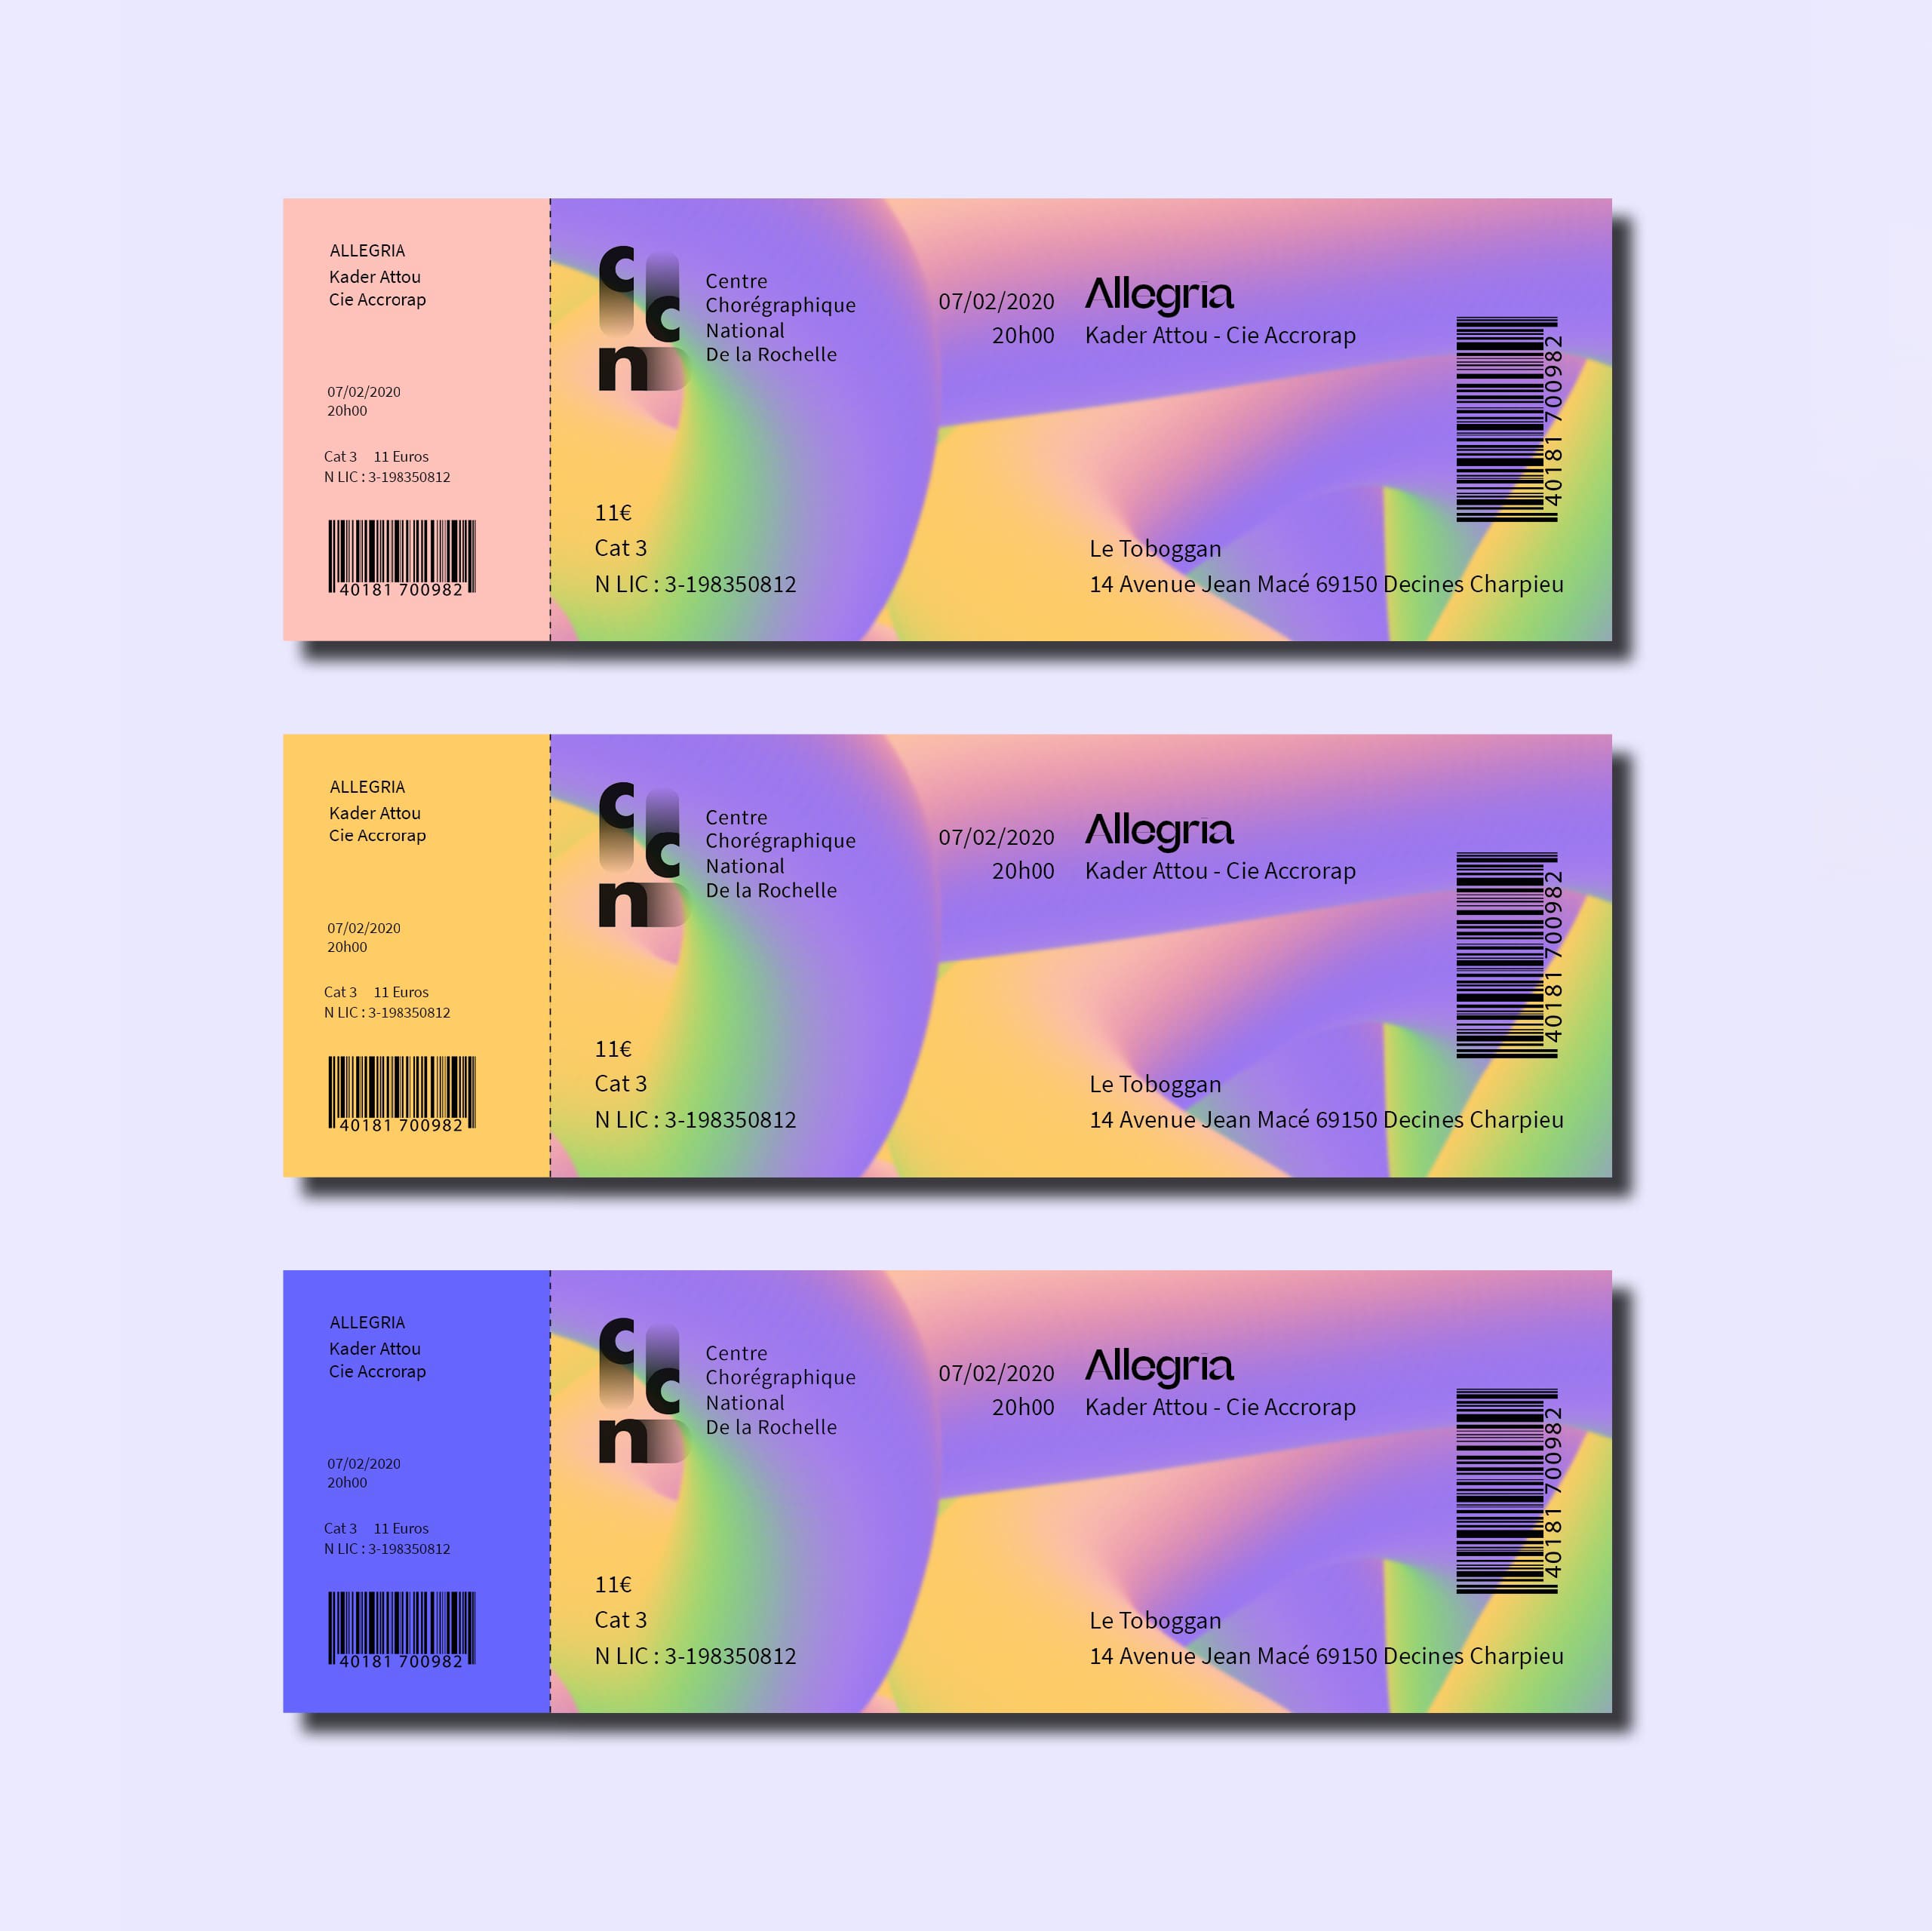 ALLEGRIA
Kader Attou
Cie Accrorap
07/02/2020
20h00
Cat 3 11 Euros
N LIC : 3-198350812
40181 700982
ccn
Centre
Chorégraphique
National
De la Rochelle
07/02/2020
20h00
Allegria
Kader Attou - Cie Accrorap
11€
Cat 3
N LIC : 3-198350812
Le Toboggan
14 Avenue Jean Macé 69150 Decines Charpieu
40181 700982
ALLEGRIA
Kader Attou
Cie Accrorap
07/02/2020
20h00
Cat 3 11 Euros
N LIC : 3-198350812
40181 700982
ccn
Centre
Chorégraphique
National
De la Rochelle
07/02/2020
20h00
Allegria
Kader Attou - Cie Accrorap
11€
Cat 3
N LIC : 3-198350812
Le Toboggan
14 Avenue Jean Macé 69150 Decines Charpieu
40181 700982
ALLEGRIA
Kader Attou
Cie Accrorap
07/02/2020
20h00
Cat 3 11 Euros
N LIC : 3-198350812
40181 700982
ccn
Centre
Chorégraphique
National
De la Rochelle
07/02/2020
20h00
Allegria
Kader Attou - Cie Accrorap
11€
Cat 3
N LIC : 3-198350812
Le Toboggan
14 Avenue Jean Macé 69150 Decines Charpieu
40181 700982